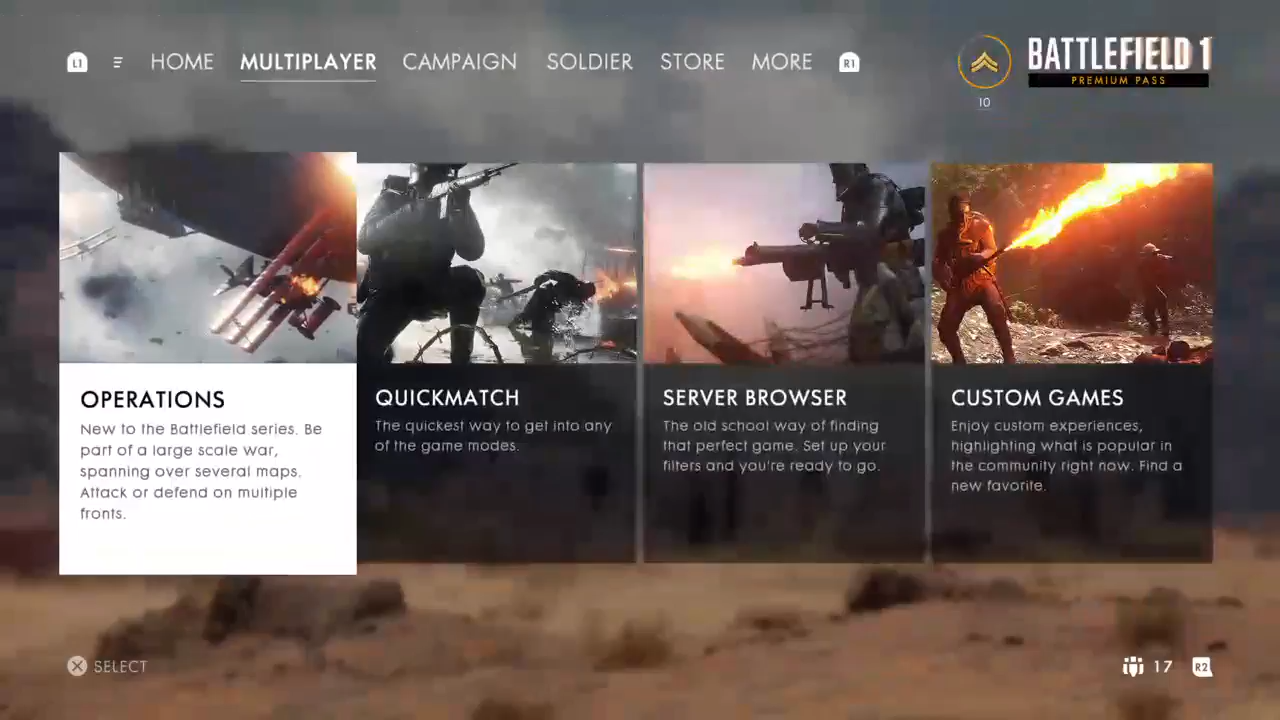 L1 HOME MULTIPLAYER CAMPAIGN SOLDIER STORE MORE R1
10
BATTLEFIELD 1
PREMIUM PASS
OPERATIONS
New to the Battlefield series. Be
part of a large scale war,
spanning over several maps.
Attack or defend on multiple
fronts.
QUICKMATCH
The quickest way to get into any
of the game modes.
SERVER BROWSER
The old school way of finding
that perfect game. Set up your
filters and you're ready to go.
CUSTOM GAMES
Enjoy custom experiences,
highlighting what is popular in
the community right now. Find a
new favorite.
SELECT
17 R2